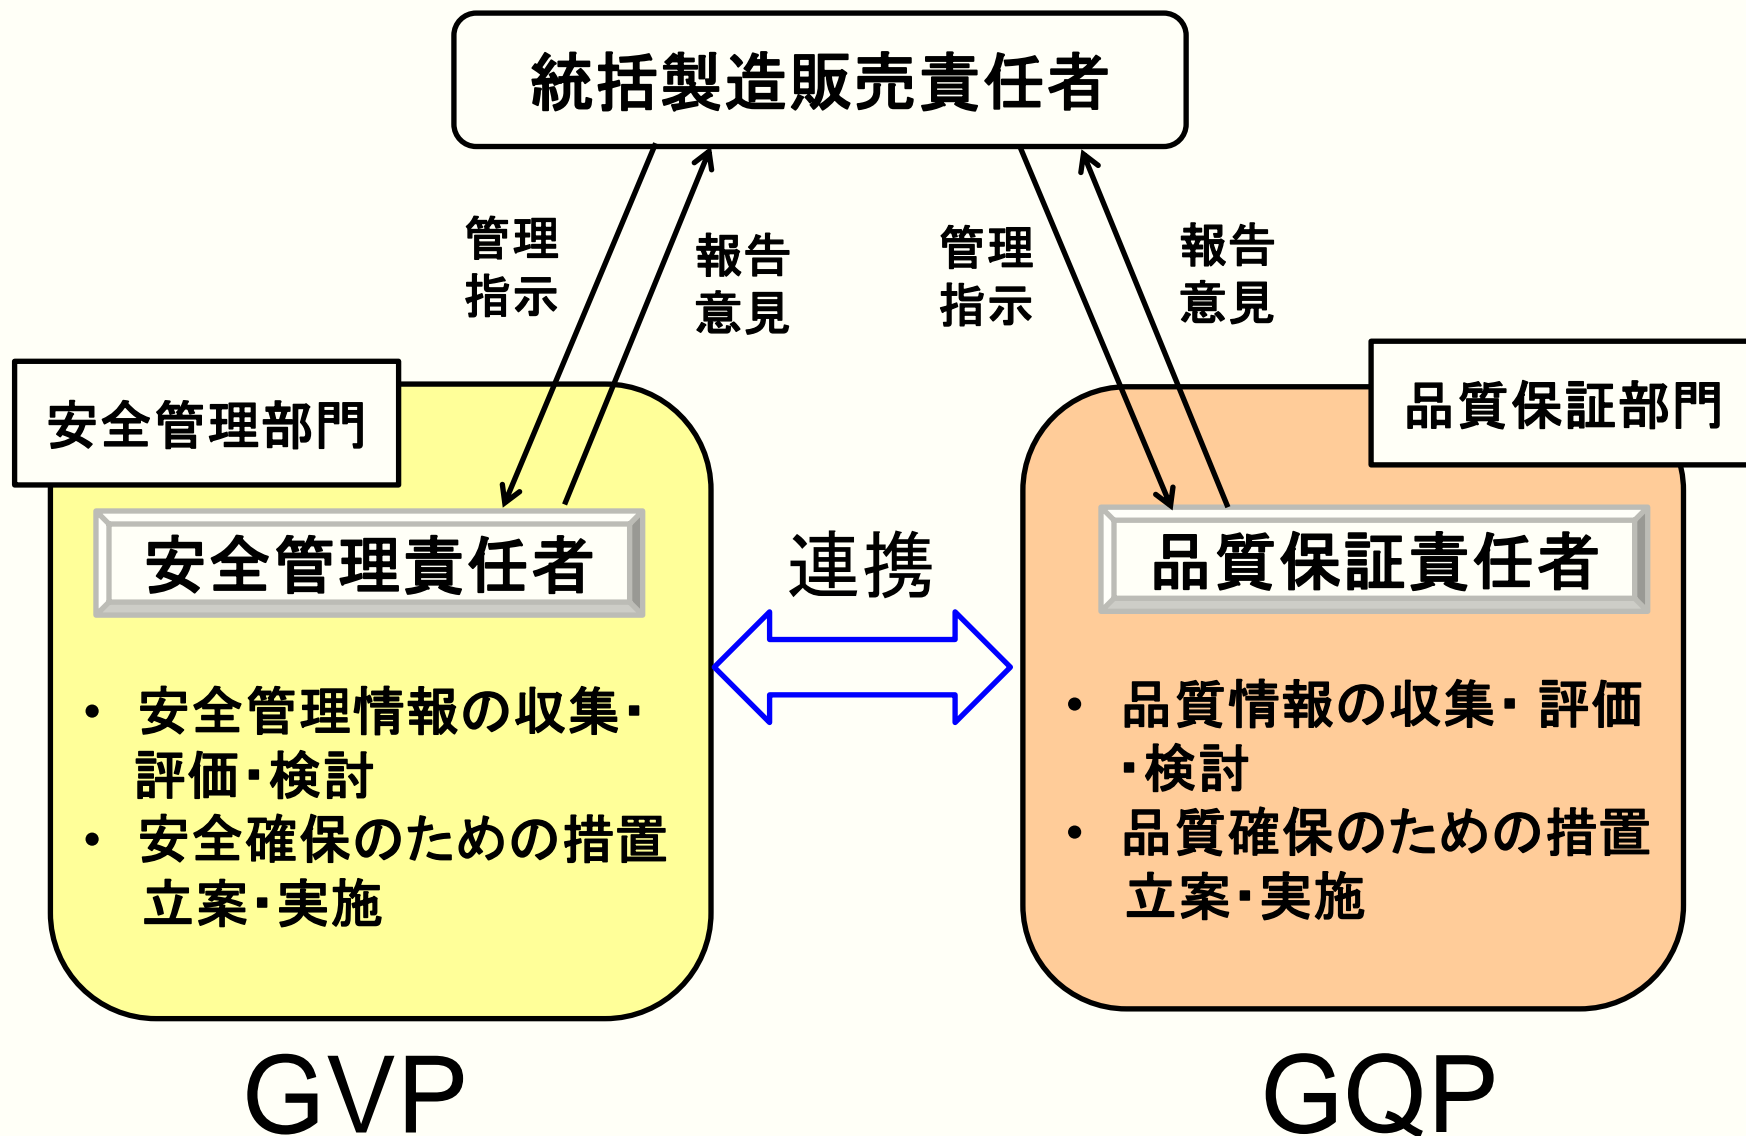 統括製造販売責任者
管理
指示
報告
意見
管理
指示
報告
意見
安全管理部門
品質保証部門
安全管理責任者
連携
品質保証責任者
• 安全管理情報の収集・
評価・検討
• 安全確保のための措置
立案・実施
• 品質情報の収集・ 評価
・検討
• 品質確保のための措置
立案・実施
GVP
GQP